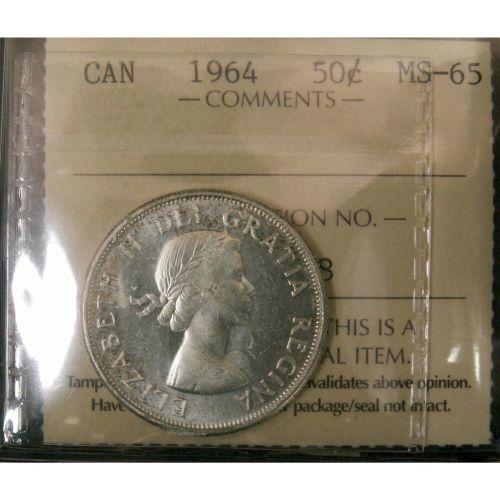 CAN 1964 50¢ MS-65
— COMMENTS —
ION NO. —
8
THIS IS A
AL ITEM.
Tamp validates above opinion.
Have package/seal not intact.
ELIZABETH II DEI GRATIA REGINA